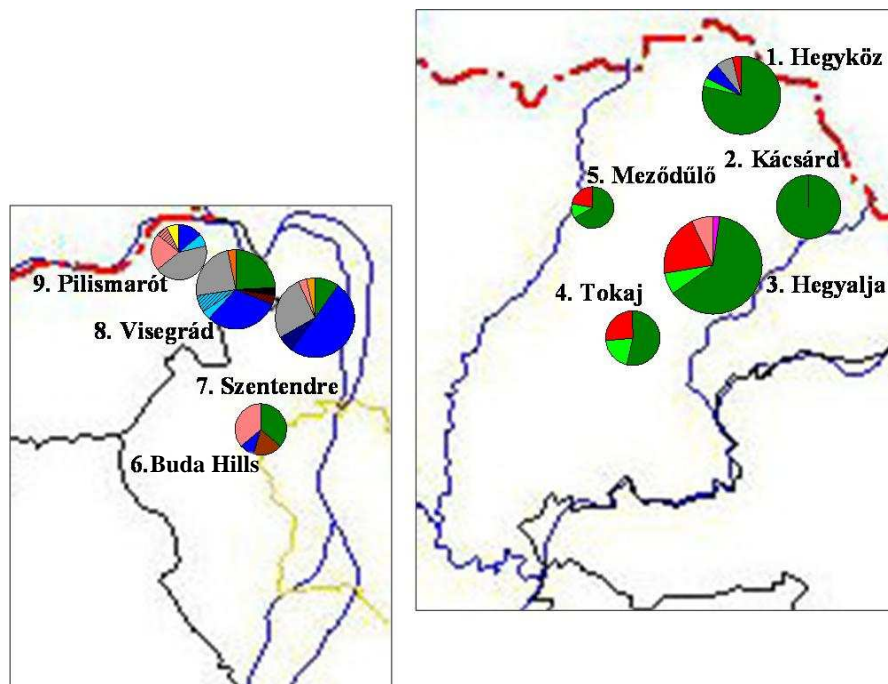 1. Hegyköz
2. Kácsárd
5. Meződűlő
3. Hegyalja
4. Tokaj
9. Pilismarót
8. Visegrád
7. Szentendre
6.Buda Hills